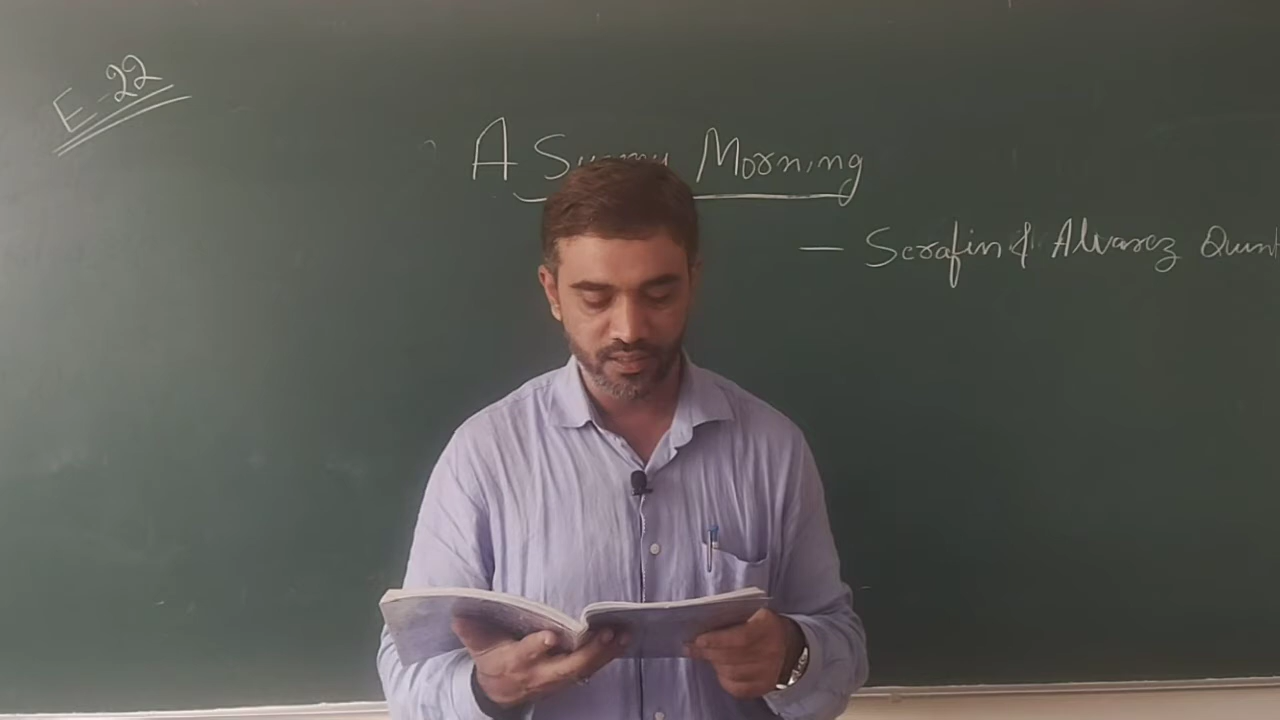 E-22
A Sunny Morning
— Serafin & Alvarez Quint